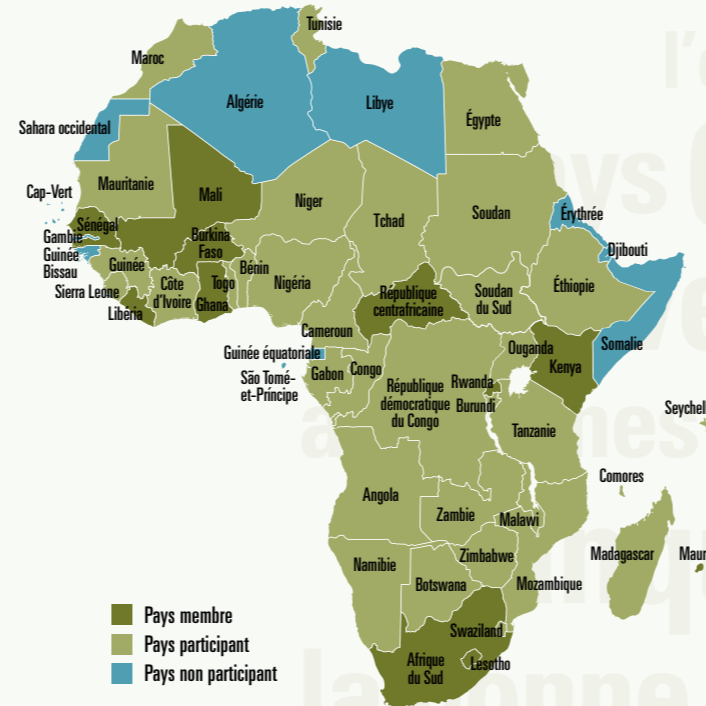 Tunisie
Maroc
Algérie
Libye
Égypte
Sahara occidental
Mauritanie
Mali
Niger
Tchad
Soudan
Érythrée
Cap-Vert
Sénégal
Gambie
Guinée
Bissau
Burkina
Faso
Djibouti
Guinée
Bénin
Nigéria
Sierra Leone
Côte
d'Ivoire
Togo
Ghana
Libéria
République
centrafricaine
Soudan
du Sud
Éthiopie
Cameroun
Somalie
Guinée équatoriale
São Tomé-
et-Príncipe
Gabon
Congo
Ouganda
Kenya
République
démocratique
du Congo
Rwanda
Burundi
Seychell
Tanzanie
Comores
Angola
Zambie
Malawi
Madagascar
Maur
Namibie
Zimbabwe
Botswana
Mozambique
Swaziland
Afrique
du Sud
Lesotho
Pays membre
Pays participant
Pays non participant